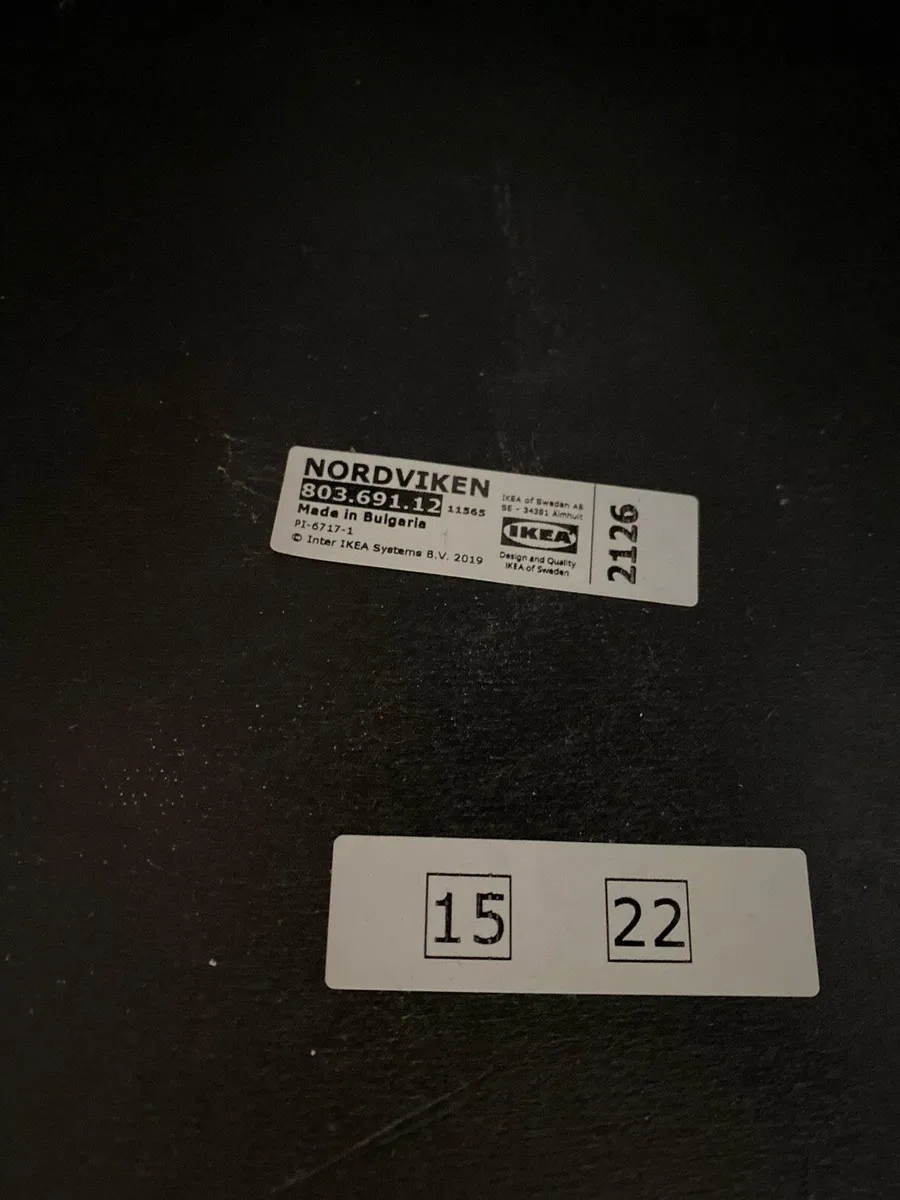 NORDVIKEN
803.691.12 11565
Made in Bulgaria
PI-6717-1
© Inter IKEA Systems B.V. 2019
IKEA of Sweden AB
SE - 34381 Älmhult
IKEA
Design and Quality
IKEA of Sweden
2126
15 22